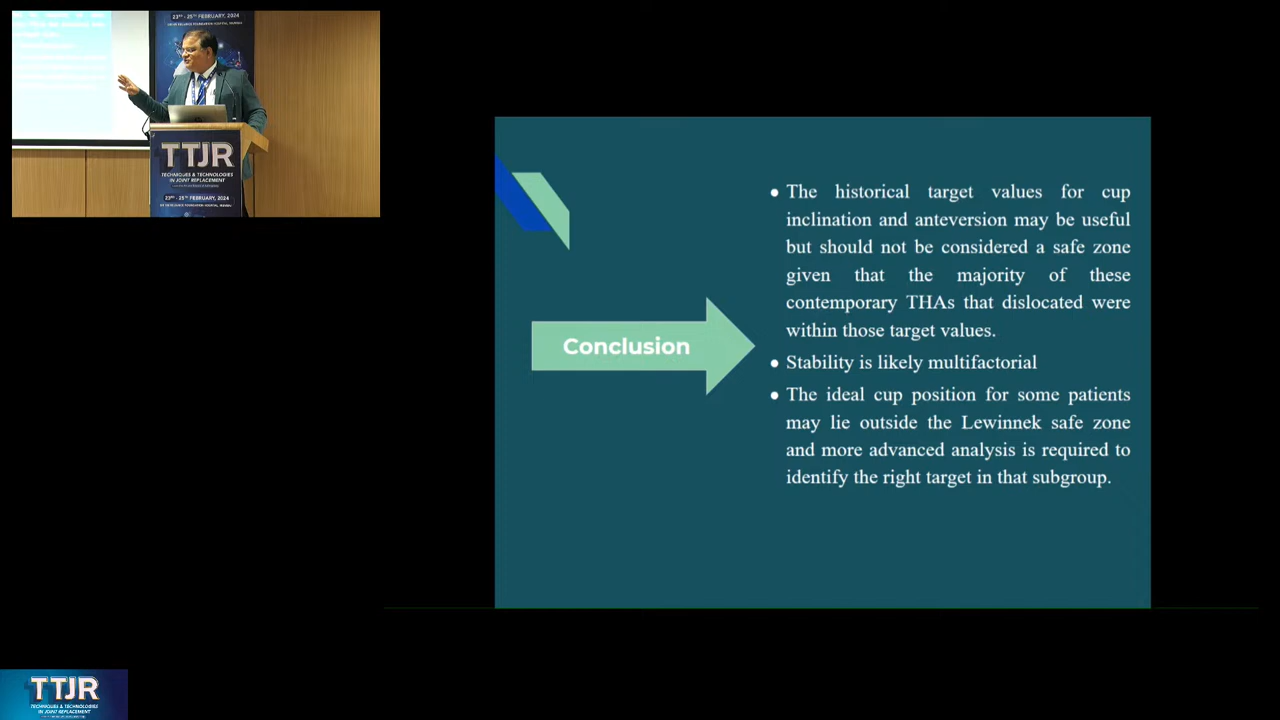 23RD - 25TH FEBRUARY, 2024
TTJR
TECHNIQUES & TECHNOLOGIES
IN JOINT REPLACEMENT
23RD - 25TH FEBRUARY, 2024
Conclusion
● The historical target values for cup
inclination and anteversion may be useful
but should not be considered a safe zone
given that the majority of these
contemporary THAs that dislocated were
within those target values.
● Stability is likely multifactorial
● The ideal cup position for some patients
may lie outside the Lewinnek safe zone
and more advanced analysis is required to
identify the right target in that subgroup.
TTJR
TECHNIQUES & TECHNOLOGIES
IN JOINT REPLACEMENT